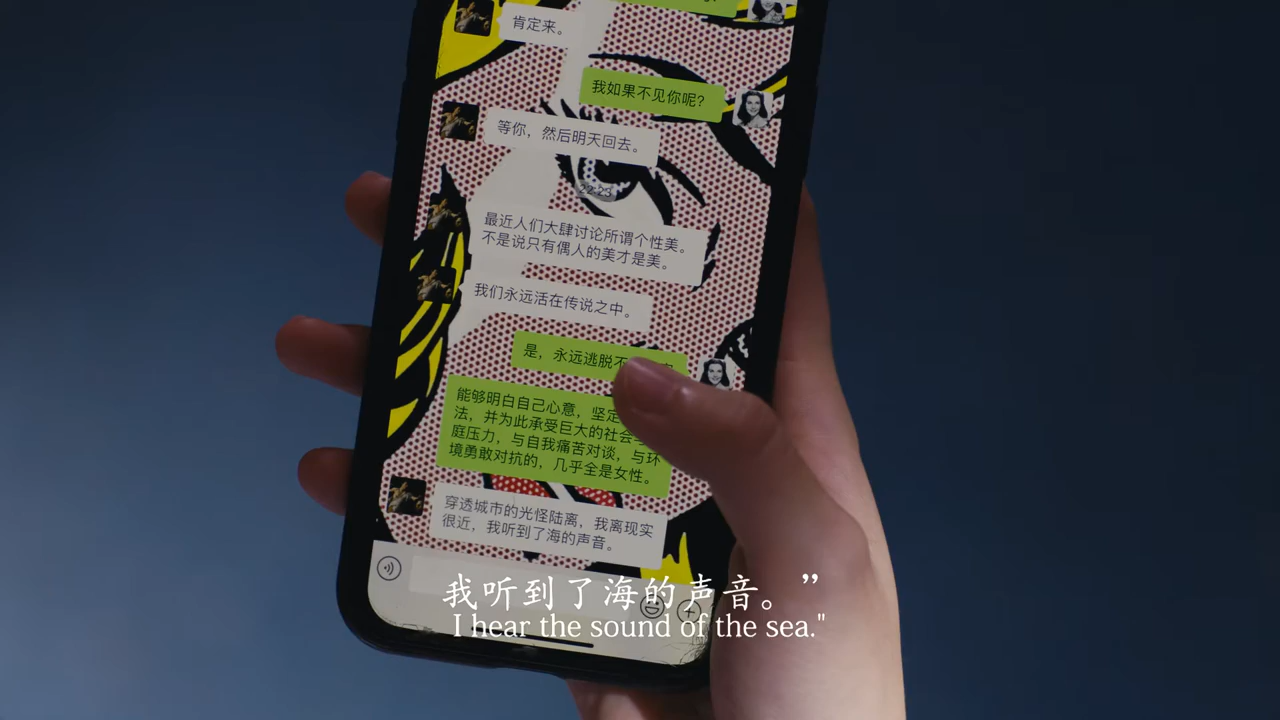 肯定来。
我如果不见你呢？
等你，然后明天回去。
22:23
最近人们大肆讨论所谓个性美。
不是说只有偶人的美才是美。
我们永远活在传说之中。
是，永远逃脱不
能够明白自己心意，坚定
法，并为此承受巨大的社会
庭压力，与自我痛苦对谈，与环
境勇敢对抗的，几乎全是女性。
穿透城市的光怪陆离，我离现实
很近，我听到了海的声音。
我听到了海的声音。”
I hear the sound of the sea."